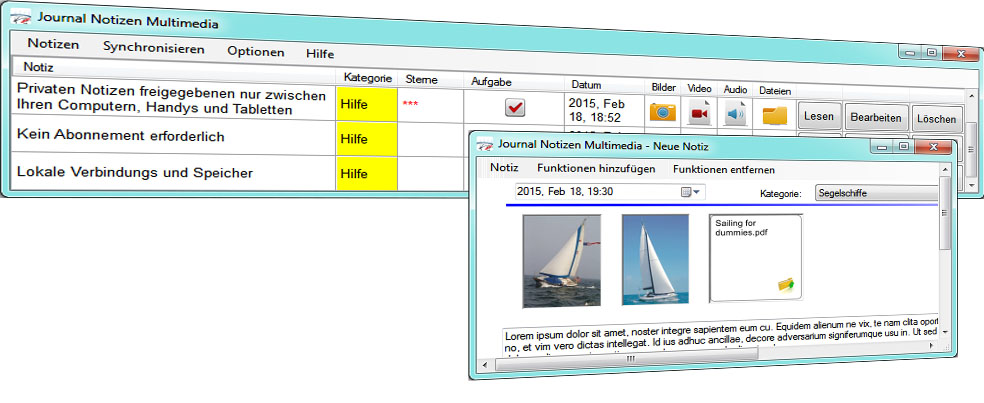 Journal Notizen Multimedia
Notizen Synchronisieren Optionen Hilfe
Notiz Kategorie Sterne Aufgabe Datum Bilder Video Audio Dateien
Privaten Notizen freigegebenen nur zwischen
Ihren Computern, Handys und Tabletten
Hilfe
***
2015, Feb
18, 18:52
Lesen Bearbeiten Löschen
Kein Abonnement erforderlich
Hilfe
Lokale Verbindungs und Speicher
Hilfe
Journal Notizen Multimedia - Neue Notiz
Notiz Funktionen hinzufügen Funktionen entfernen
2015, Feb 18, 19:30
Kategorie: Segelschiffe
Sailing for
dummies.pdf
Lorem ipsum dolor sit amet, noster integre sapientem eum cu. Equidem alienum ne vix, te nam clita oport
no, et vim vero dictas intellegat. Id ius adhuc ancillae, decore adversarium signiferumque usu in. Ut sed